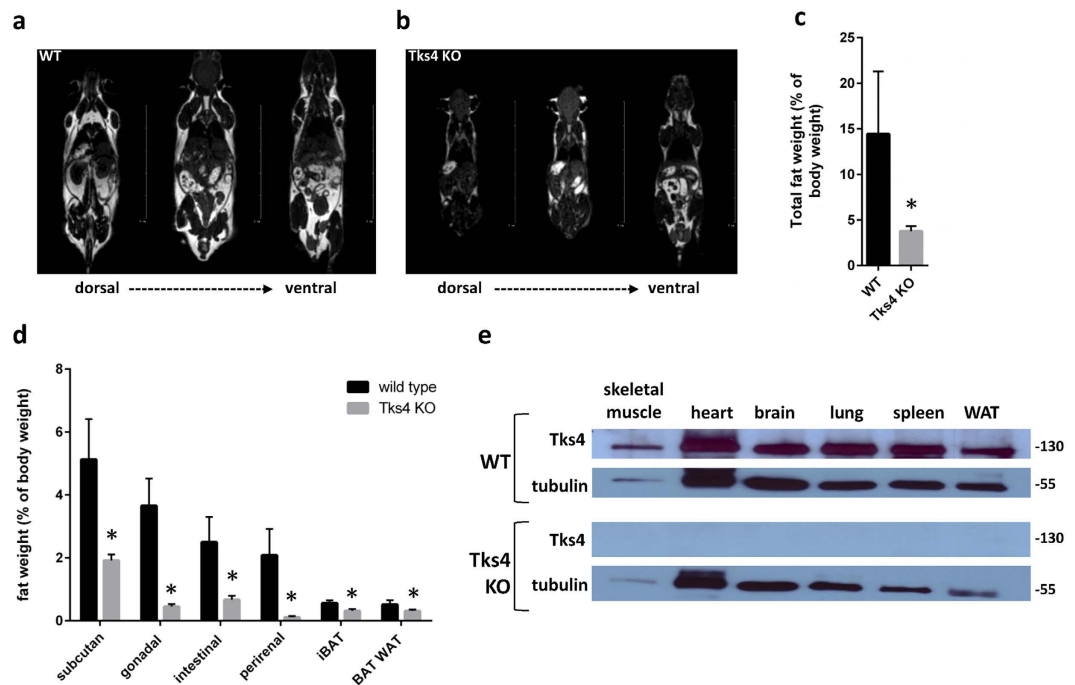 a
WT
dorsal
ventral
b
Tks4 KO
dorsal
ventral
c
Total fat weight (% of
body weight)
25
20
15
10
5
0
*
WT
Tks4 KO
d
fat weight (% of body weight)
8
6
4
2
0
wild type
Tks4 KO
*
*
*
*
*
*
subcutan
gonadal
intestinal
perirenal
iBAT
BAT WAT
e
skeletal
muscle heart brain lung spleen WAT
WT
Tks4 -130
tubulin -55
Tks4
KO
Tks4 -130
tubulin -55